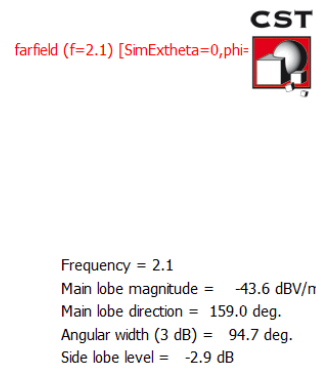 CST
farfield (f=2.1) [SimExtheta=0,phi=
Frequency = 2.1
Main lobe magnitude = -43.6 dBV/m
Main lobe direction = 159.0 deg.
Angular width (3 dB) = 94.7 deg.
Side lobe level = -2.9 dB